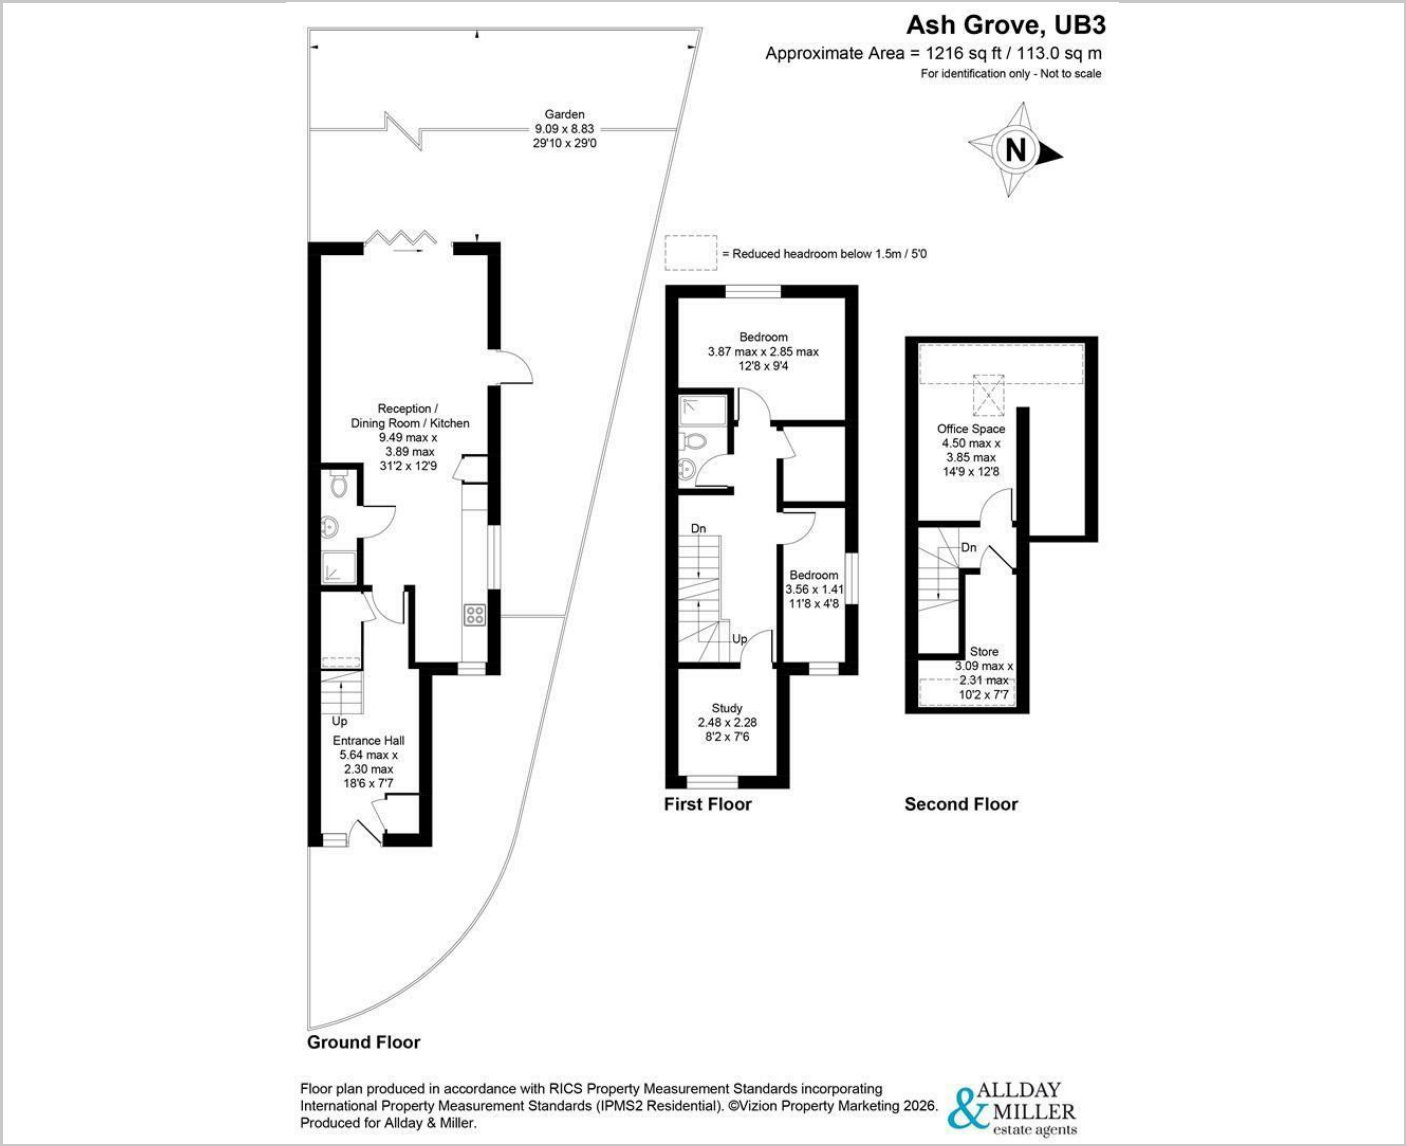 Ash Grove, UB3
Approximate Area = 1216 sq ft / 113.0 sq m
For identification only - Not to scale
N
Garden
9.09 x 8.83
29'10 x 29'0
= Reduced headroom below 1.5m / 5'0
Reception /
Dining Room / Kitchen
9.49 max x
3.89 max
31'2 x 12'9
Up
Entrance Hall
5.64 max x
2.30 max
18'6 x 7'7
Ground Floor
Bedroom
3.87 max x 2.85 max
12'8 x 9'4
Dn
Bedroom
3.56 x 1.41
11'8 x 4'8
Up
Study
2.48 x 2.28
8'2 x 7'6
First Floor
Office Space
4.50 max x
3.85 max
14'9 x 12'8
Dn
Store
3.09 max x
2.31 max
10'2 x 7'7
Second Floor
Floor plan produced in accordance with RICS Property Measurement Standards incorporating
International Property Measurement Standards (IPMS2 Residential). ©Vizion Property Marketing 2026.
Produced for Allday & Miller.
ALLDAY
& MILLER
estate agents